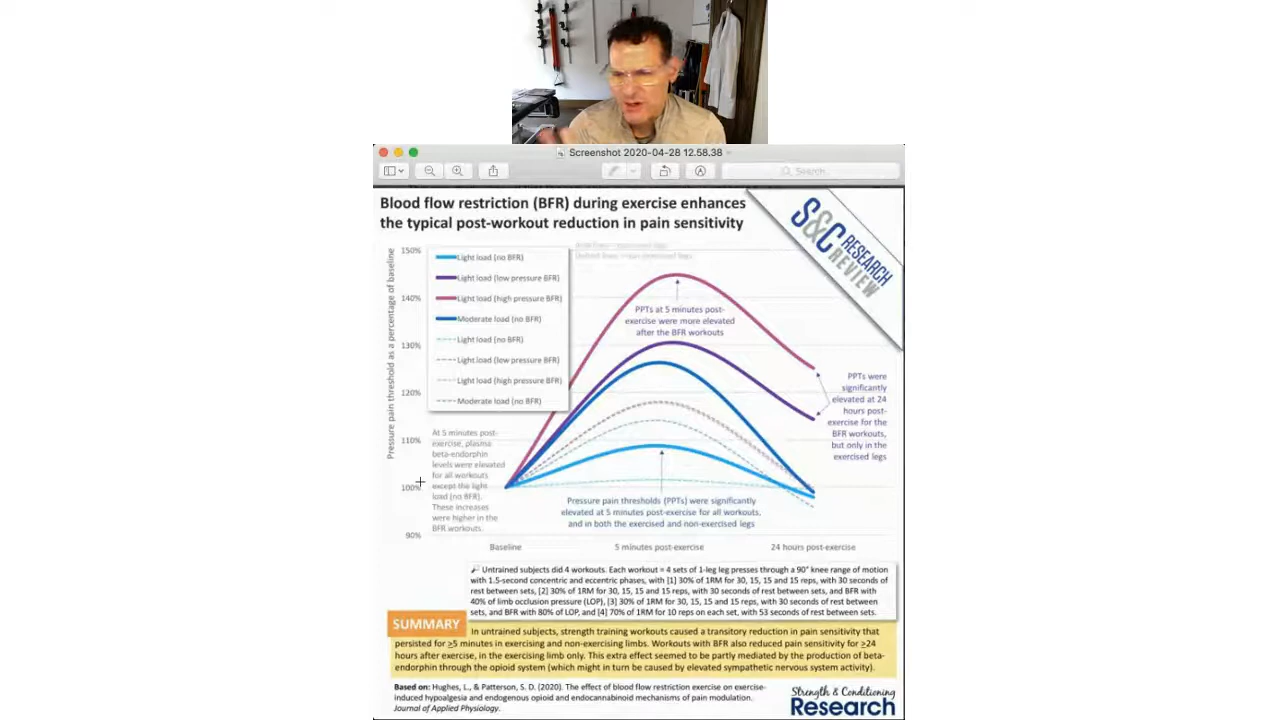 Screenshot 2020-04-28 12.58.38
Search
Blood flow restriction (BFR) during exercise enhances
the typical post-workout reduction in pain sensitivity
S&C RESEARCH
REVIEW
Pressure pain threshold as a percentage of baseline
150%
140%
130%
120%
110%
100%
90%
Light load (no BFR)
Light load (low pressure BFR)
Light load (high pressure BFR)
Moderate load (no BFR)
Light load (no BFR)
Light load (low pressure BFR)
Light load (high pressure BFR)
Moderate load (no BFR)
PPTs at 5 minutes post-
exercise were more elevated
after the BFR workouts
PPTs were
significantly
elevated at 24
hours post-
exercise for the
BFR workouts,
but only in the
exercised legs
At 5 minutes post-
exercise, plasma
beta-endorphin
levels were elevated
for all workouts
except the light
load (no BFR).
These increases
were higher in the
BFR workouts.
Pressure pain thresholds (PPTs) were significantly
elevated at 5 minutes post-exercise for all workouts,
and in both the exercised and non-exercised legs
Baseline
5 minutes post-exercise
24 hours post-exercise
Untrained subjects did 4 workouts. Each workout = 4 sets of 1-leg leg presses through a 90° knee range of motion
with 1.5-second concentric and eccentric phases, with [1] 30% of 1RM for 30, 15, 15 and 15 reps, with 30 seconds of
rest between sets, [2] 30% of 1RM for 30, 15, 15 and 15 reps, with 30 seconds of rest between sets, and BFR with
40% of limb occlusion pressure (LOP), [3] 30% of 1RM for 30, 15, 15 and 15 reps, with 30 seconds of rest between
sets, and BFR with 80% of LOP, and [4] 70% of 1RM for 10 reps on each set, with 53 seconds of rest between sets.
SUMMARY
In untrained subjects, strength training workouts caused a transitory reduction in pain sensitivity that
persisted for ≥5 minutes in exercising and non-exercising limbs. Workouts with BFR also reduced pain sensitivity for ≥24
hours after exercise, in the exercising limb only. This extra effect seemed to be partly mediated by the production of beta-
endorphin through the opioid system (which might in turn be caused by elevated sympathetic nervous system activity).
Based on: Hughes, L., & Patterson, S. D. (2020). The effect of blood flow restriction exercise on exercise-
induced hypoalgesia and endogenous opioid and endocannabinoid mechanisms of pain modulation.
Journal of Applied Physiology.
Strength & Conditioning
Research